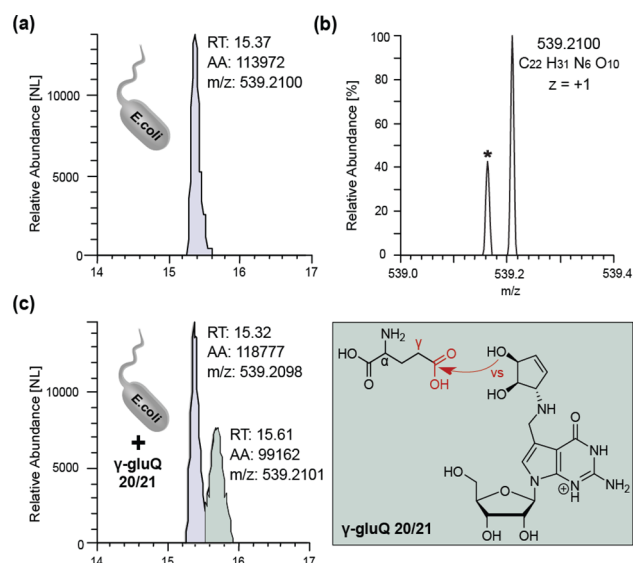 (a)
Relative Abundance [NL]
10000
5000
0
14
15
16
17
E.coli
RT: 15.37
AA: 113972
m/z: 539.2100
(b)
Relative Abundance [%]
100
80
60
40
20
0
539.0
539.2
539.4
m/z
*
539.2100
C22 H31 N6 O10
z = +1
(c)
Relative Abundance [NL]
10000
5000
0
14
15
16
17
E.coli
+
γ-gluQ
20/21
RT: 15.32
AA: 118777
m/z: 539.2098
RT: 15.61
AA: 99162
m/z: 539.2101
NH2
HO
O
α
γ
O
OH
vs
HO
HO
NH
O
NH
N
NH
⊕
NH2
HO
O
OH OH
γ-gluQ 20/21